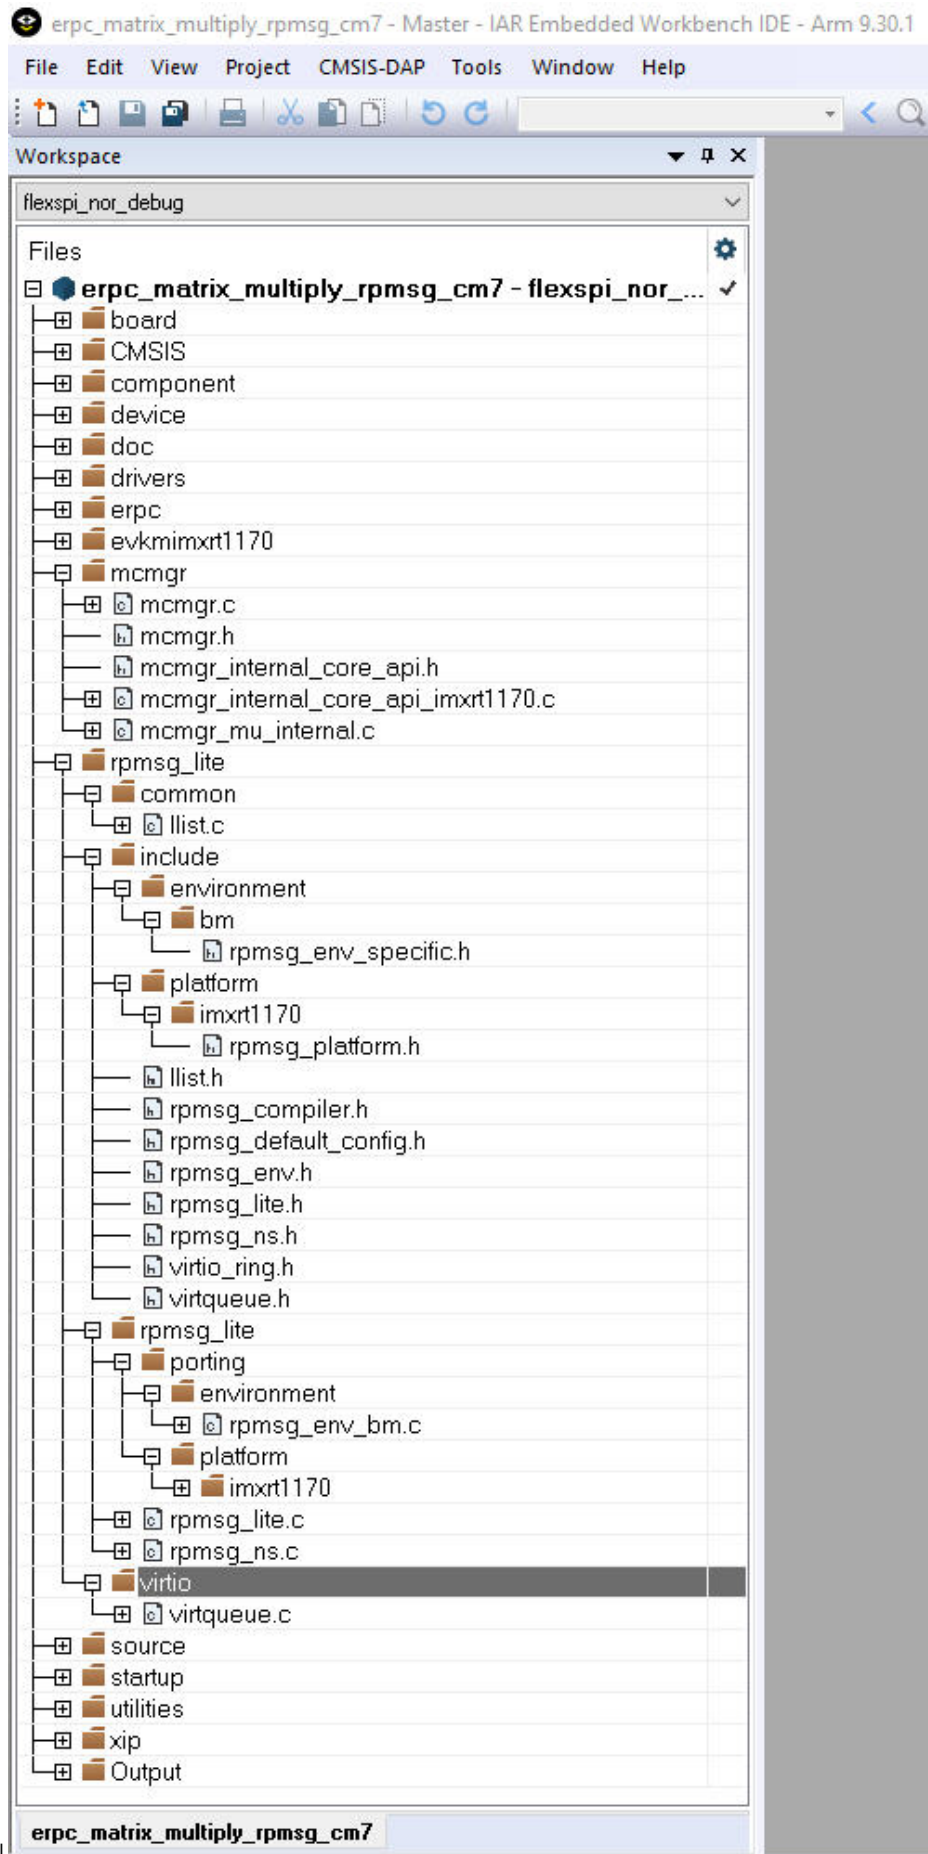 erpc_matrix_multiply_rpmsg_cm7 - Master - IAR Embedded Workbench IDE - Arm 9.30.1
File Edit View Project CMSIS-DAP Tools Window Help
Workspace
flexspi_nor_debug
Files
erpc_matrix_multiply_rpmsg_cm7 - flexspi_nor_...
board
CMSIS
component
device
doc
drivers
erpc
evkmimxrt1170
mcmgr
mcmgr.c
mcmgr.h
mcmgr_internal_core_api.h
mcmgr_internal_core_api_imxrt1170.c
mcmgr_mu_internal.c
rpmsg_lite
common
llist.c
include
environment
bm
rpmsg_env_specific.h
platform
imxrt1170
rpmsg_platform.h
llist.h
rpmsg_compiler.h
rpmsg_default_config.h
rpmsg_env.h
rpmsg_lite.h
rpmsg_ns.h
virtio_ring.h
virtqueue.h
rpmsg_lite
porting
environment
rpmsg_env_bm.c
platform
imxrt1170
rpmsg_lite.c
rpmsg_ns.c
virtio
virtqueue.c
source
startup
utilities
xip
Output
erpc_matrix_multiply_rpmsg_cm7